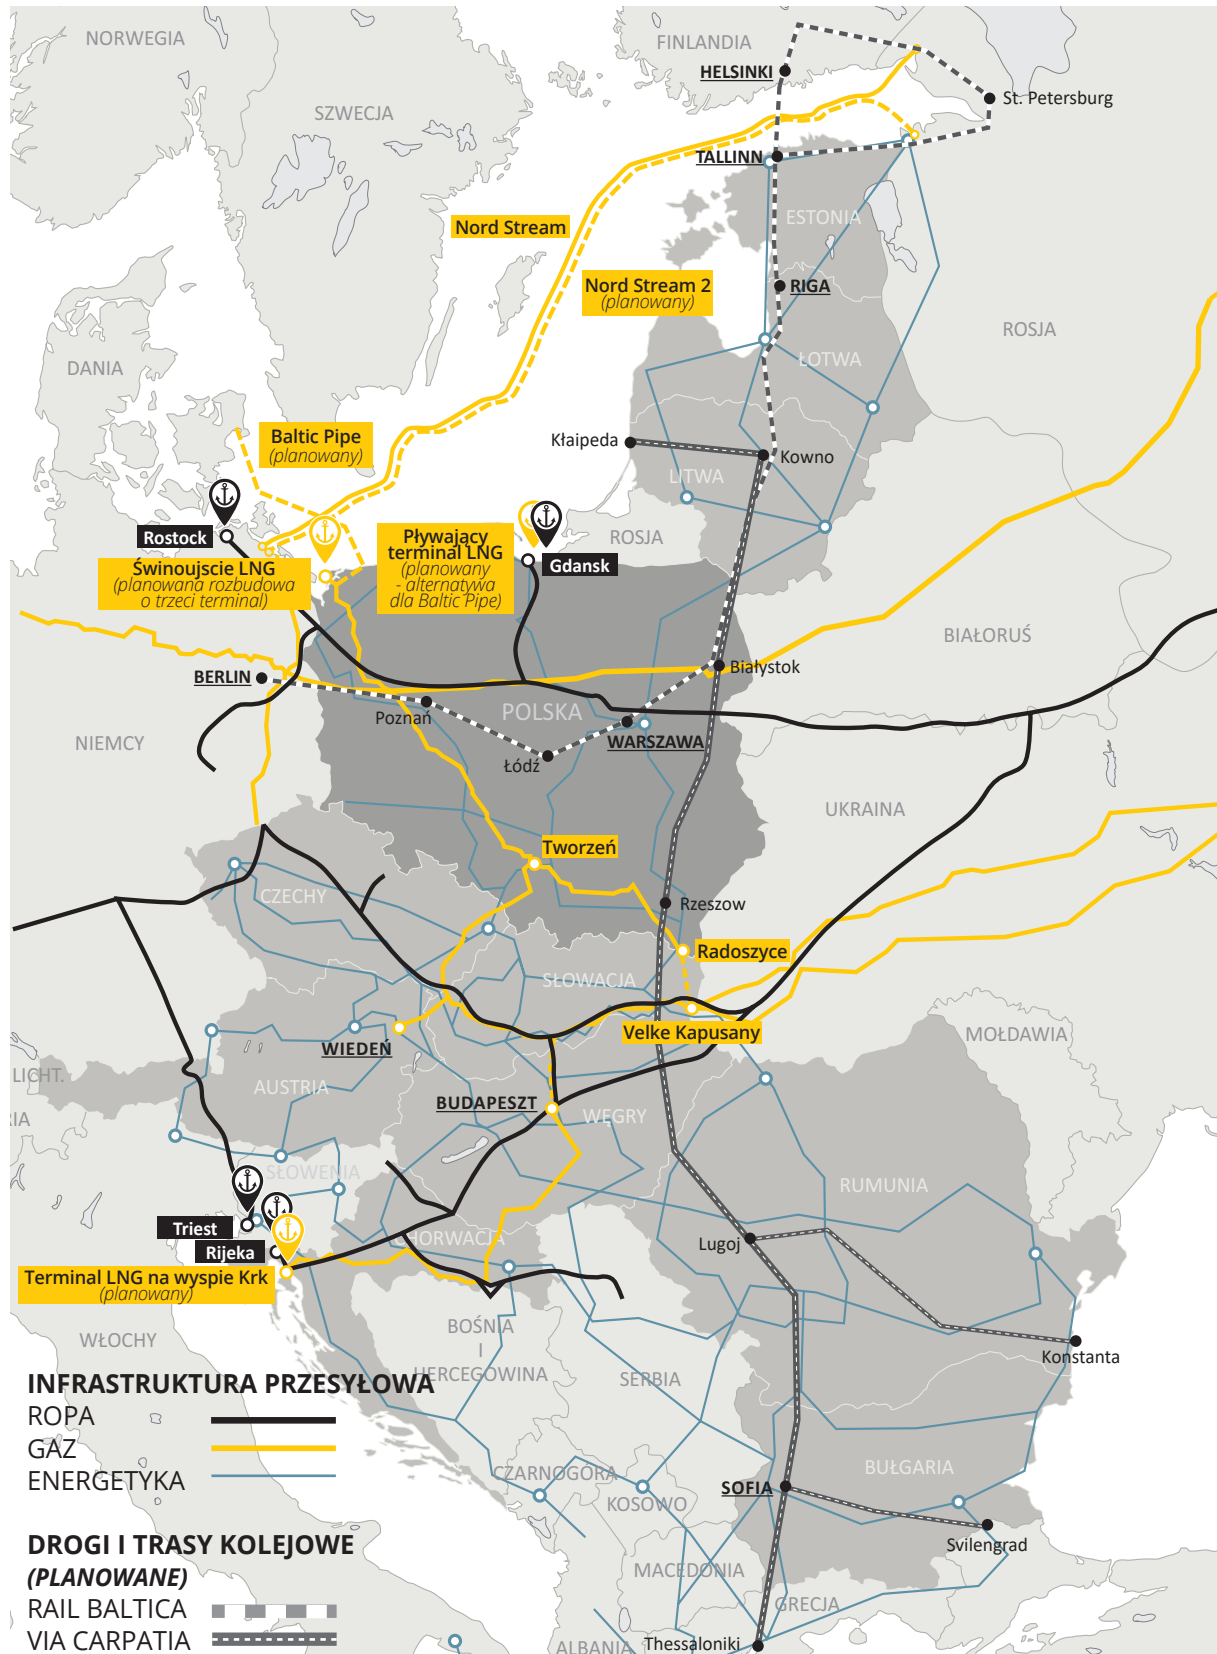 NORWEGIA
FINLANDIA
HELSINKI
St. Petersburg
SZWECJA
TALLINN
ESTONIA
Nord Stream
Nord Stream 2
(planowany)
RIGA
ROSJA
ŁOTWA
DANIA
Baltic Pipe
(planowany)
Kłaipeda
Kowno
LITWA
Rostock
Pływający
terminal LNG
(planowany
- alternatywa
dla Baltic Pipe)
Gdansk
ROSJA
Świnoujscie LNG
(planowana rozbudowa
o trzeci terminal)
BIAŁORUŚ
BERLIN
Białystok
Poznań
POLSKA
WARSZAWA
NIEMCY
Łódź
UKRAINA
Tworzeń
CZECHY
Rzeszow
Radoszyce
SŁOWACJA
Velke Kapusany
MOŁDAWIA
WIEDEŃ
LICHT.
AUSTRIA
BUDAPESZT
WĘGRY
RIA
SŁOWENIA
RUMUNIA
Triest
Rijeka
CHORWACJA
Lugoj
Terminal LNG na wyspie Krk
(planowany)
WŁOCHY
BOŚNIA
I
HERCEGOWINA
SERBIA
Konstanta
INFRASTRUKTURA PRZESYŁOWA
ROPA
GAZ
ENERGETYKA
CZARNOGÓRA
KOSOWO
SOFIA
BUŁGARIA
Svilengrad
DROGI I TRASY KOLEJOWE
(PLANOWANE)
RAIL BALTICA
VIA CARPATIA
MACEDONIA
GRECJA
ALBANIA
Thessaloniki